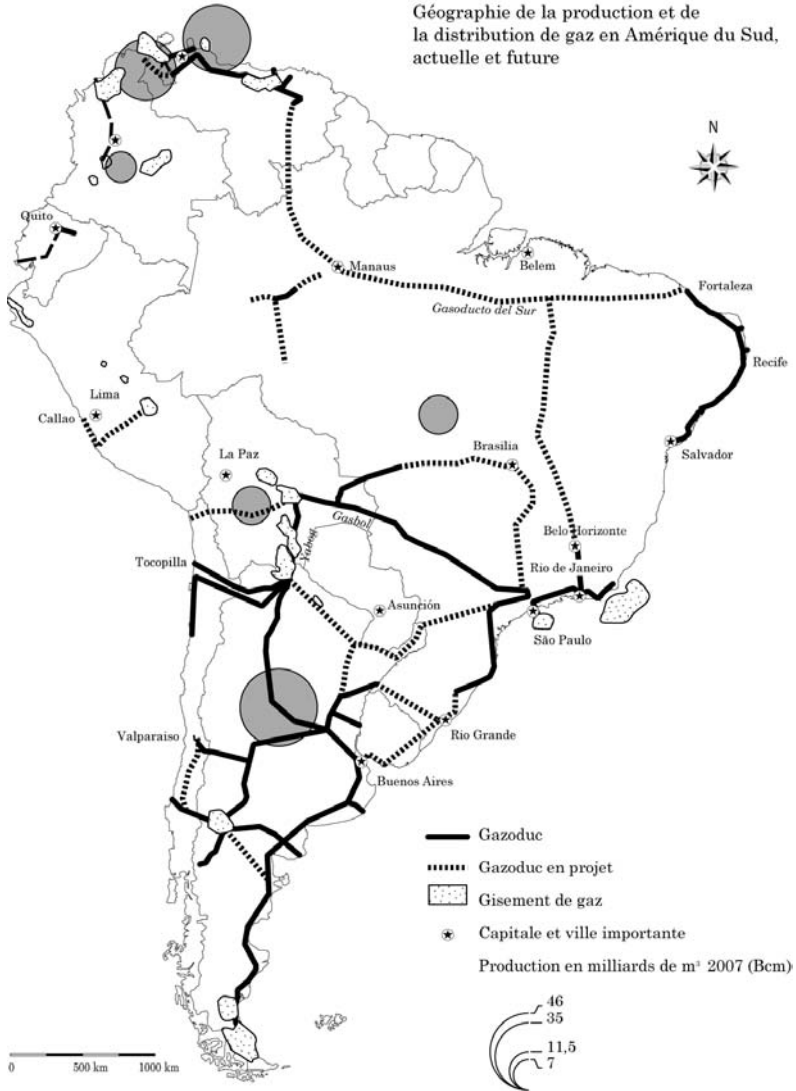 Géographie de la production et de
la distribution de gaz en Amérique du Sud,
actuelle et future
N
Quito
Manaus
Belem
Fortaleza
Gasoducto del Sur
Recife
Lima
Callao
Salvador
Brasilia
La Paz
Gasbol
Yabog
Belo Horizonte
Tocopilla
Rio de Janeiro
Asunción
São Paulo
Valparaiso
Rio Grande
Buenos Aires
Gazoduc
Gazoduc en projet
Gisement de gaz
Capitale et ville importante
Production en milliards de m³ 2007 (Bcm)
46
35
11,5
7
0 500 km 1000 km